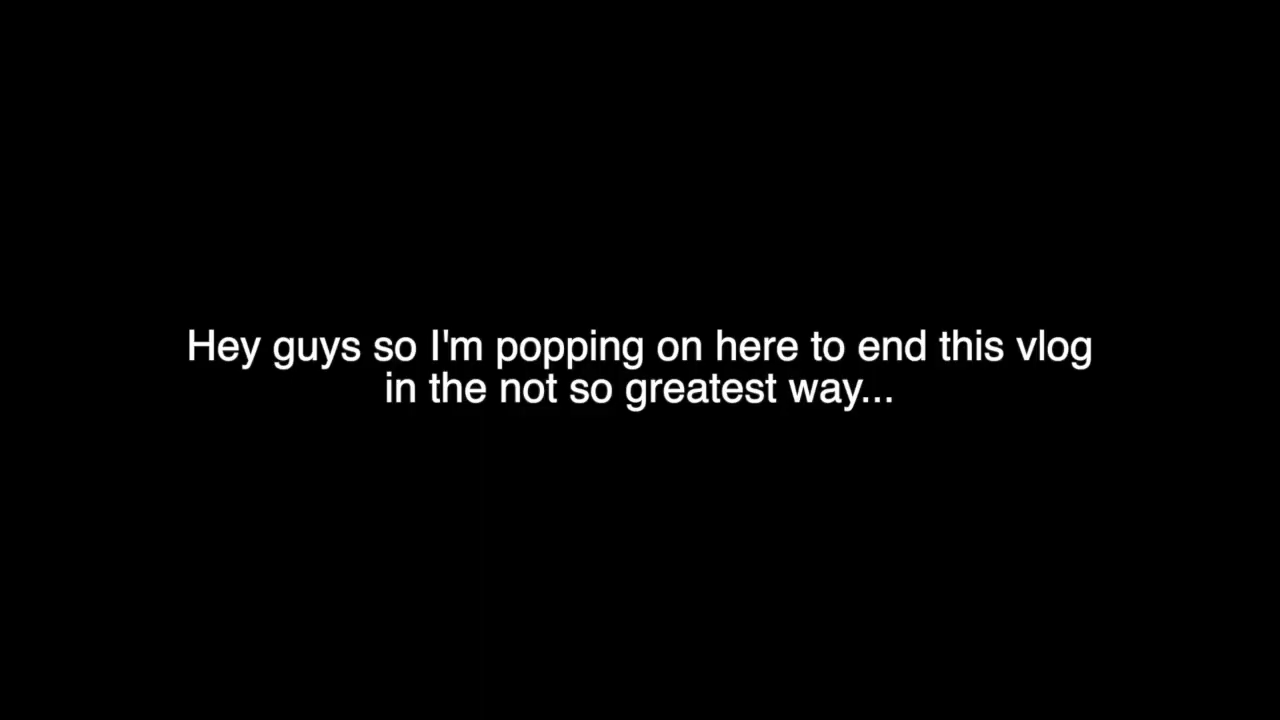 Hey guys so I'm popping on here to end this vlog
in the not so greatest way...